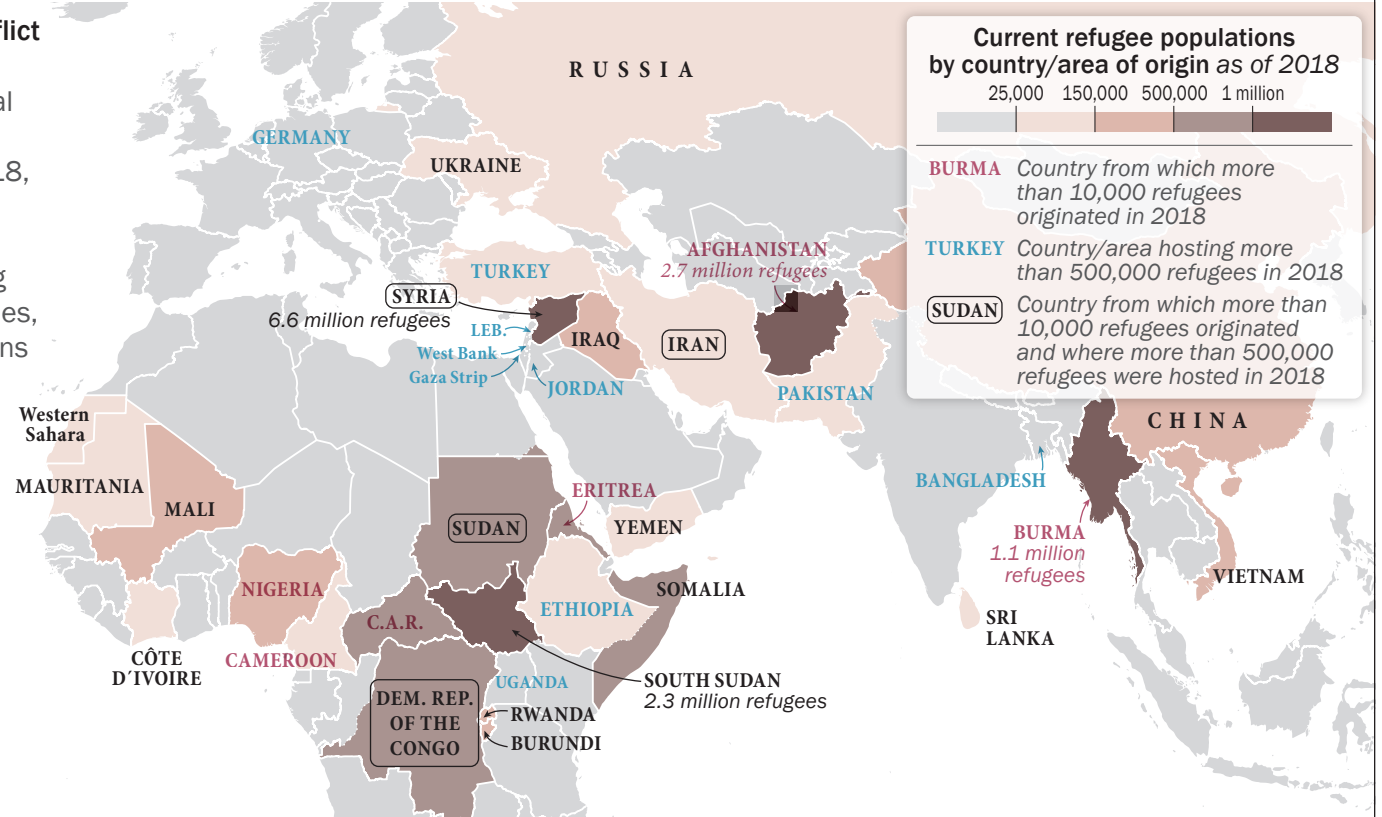 flict
al
18,
g
es,
ns
Current refugee populations
by country/area of origin as of 2018
25,000 150,000 500,000 1 million
BURMA Country from which more
than 10,000 refugees
originated in 2018
TURKEY Country/area hosting more
than 500,000 refugees in 2018
SUDAN Country from which more than
10,000 refugees originated
and where more than 500,000
refugees were hosted in 2018
RUSSIA
GERMANY
UKRAINE
AFGHANISTAN
2.7 million refugees
TURKEY
SYRIA
6.6 million refugees
LEB.
West Bank
Gaza Strip
JORDAN
IRAQ
IRAN
PAKISTAN
Western
Sahara
MAURITANIA
MALI
CHINA
BANGLADESH
ERITREA
SUDAN
YEMEN
BURMA
1.1 million
refugees
VIETNAM
NIGERIA
SOMALIA
ETHIOPIA
C.A.R.
SRI
LANKA
CÔTE
D´IVOIRE
CAMEROON
UGANDA
SOUTH SUDAN
2.3 million refugees
DEM. REP.
OF THE
CONGO
RWANDA
BURUNDI